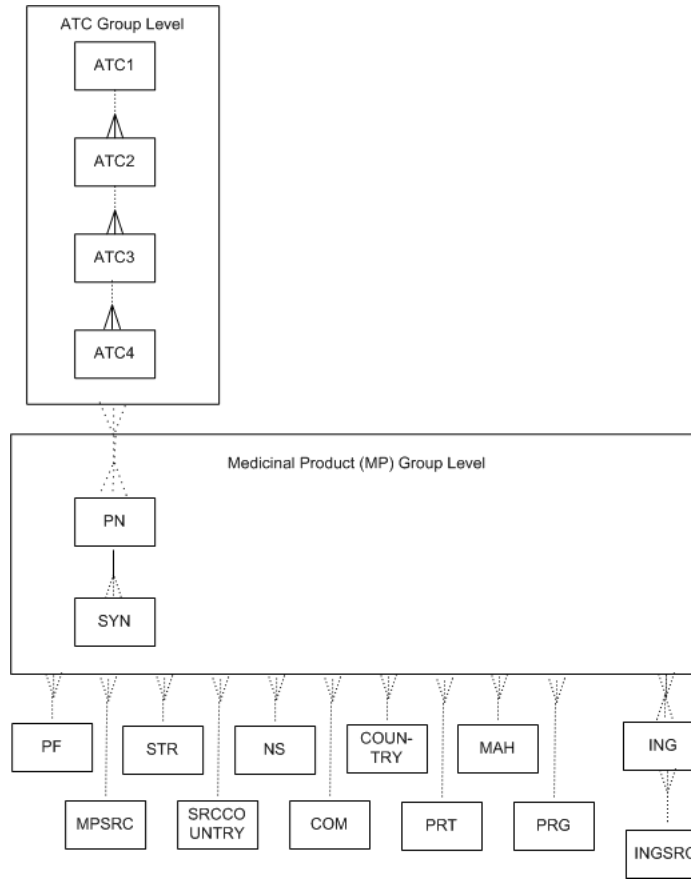 ATC Group Level
ATC1
ATC2
ATC3
ATC4
Medicinal Product (MP) Group Level
PN
SYN
PF
STR
NS
COUN-
TRY
MAH
ING
MPSRC
SRCCO
UNTRY
COM
PRT
PRG
INGSRC